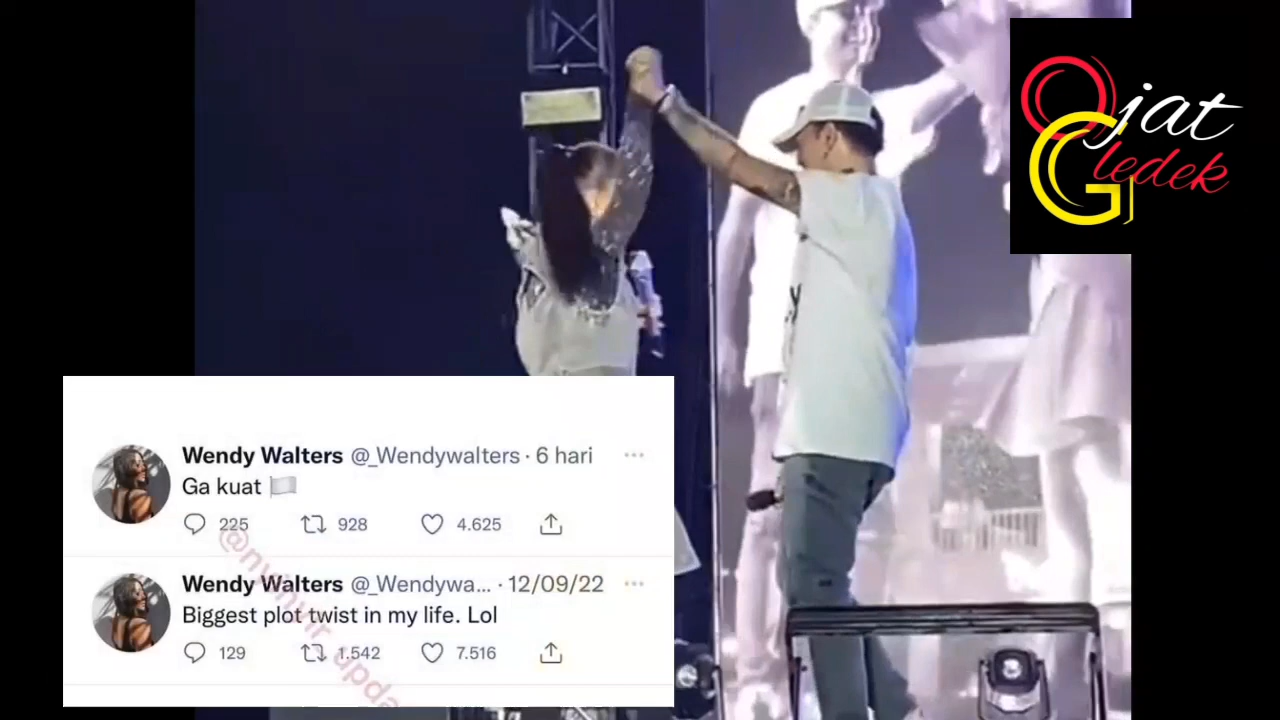 Ojat
Gledek
Wendy Walters @_Wendywalters · 6 hari
Ga kuat 🏳
225 928 4.625
Wendy Walters @_Wendywa... · 12/09/22
Biggest plot twist in my life. Lol
129 1.542 7.516